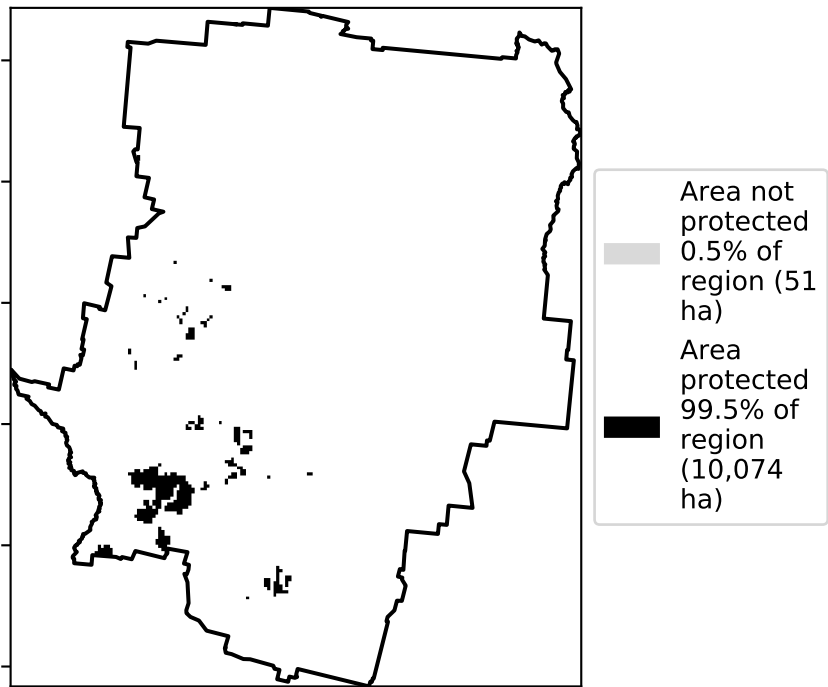 Area not
protected
0.5% of
region (51
ha)
Area
protected
99.5% of
region
(10,074
ha)